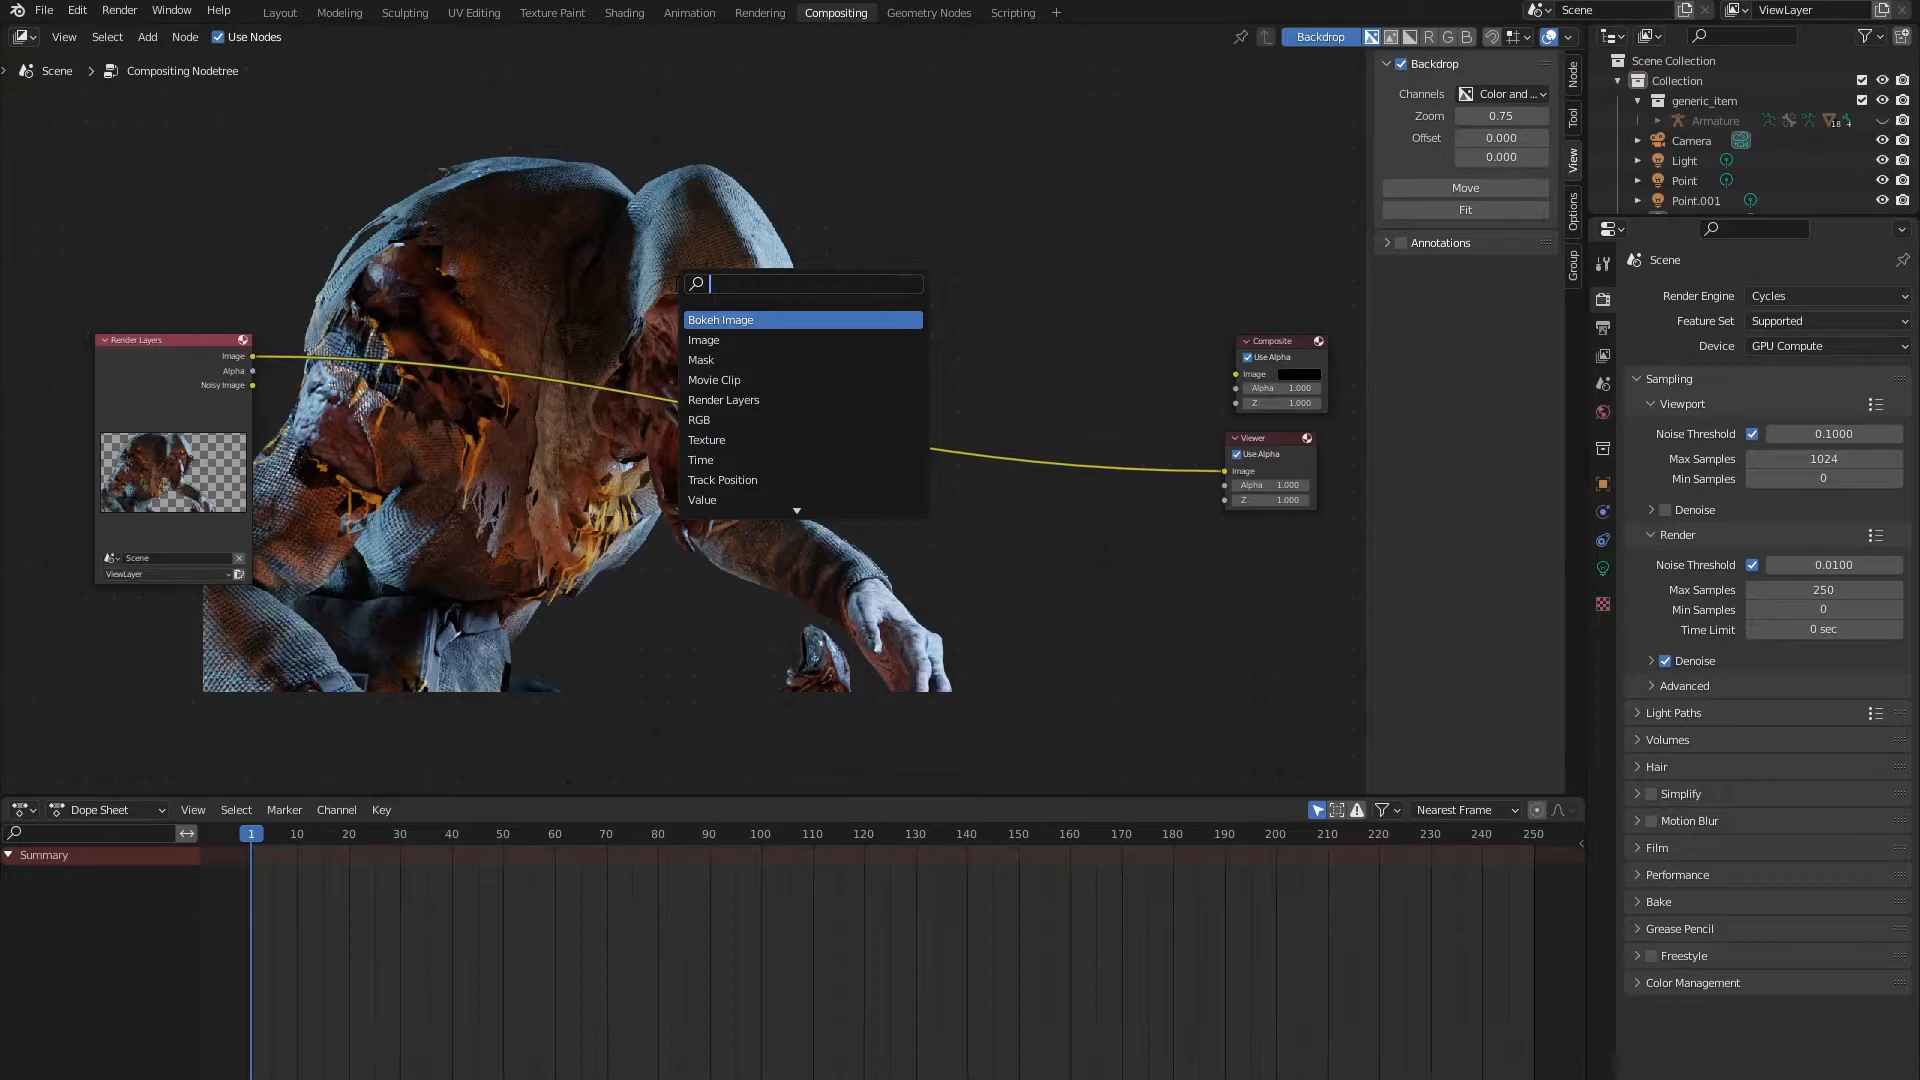 File Edit Render Window Help
Layout Modeling Sculpting UV Editing Texture Paint Shading Animation Rendering Compositing Geometry Nodes Scripting +
Scene
ViewLayer
View Select Add Node Use Nodes
Backdrop R G B
Scene > Compositing Nodetree
Backdrop
Channels Color and ...
Zoom 0.75
Offset 0.000
0.000
Move
Fit
Annotations
Node
Tool
View
Options
Group
Bokeh Image
Image
Mask
Movie Clip
Render Layers
RGB
Texture
Time
Track Position
Value
Render Layers
Image
Alpha
Noisy Image
Scene
ViewLayer
Composite
Use Alpha
Image
Alpha 1.000
Z 1.000
Viewer
Use Alpha
Image
Alpha 1.000
Z 1.000
Scene Collection
Collection
generic_item
Armature 18
Camera
Light
Point
Point.001
Scene
Render Engine Cycles
Feature Set Supported
Device GPU Compute
Sampling
Viewport
Noise Threshold 0.1000
Max Samples 1024
Min Samples 0
Denoise
Render
Noise Threshold 0.0100
Max Samples 250
Min Samples 0
Time Limit 0 sec
Denoise
Advanced
Light Paths
Volumes
Hair
Simplify
Motion Blur
Film
Performance
Bake
Grease Pencil
Freestyle
Color Management
Dope Sheet View Select Marker Channel Key
Nearest Frame
1 10 20 30 40 50 60 70 80 90 100 110 120 130 140 150 160 170 180 190 200 210 220 230 240 250
Summary